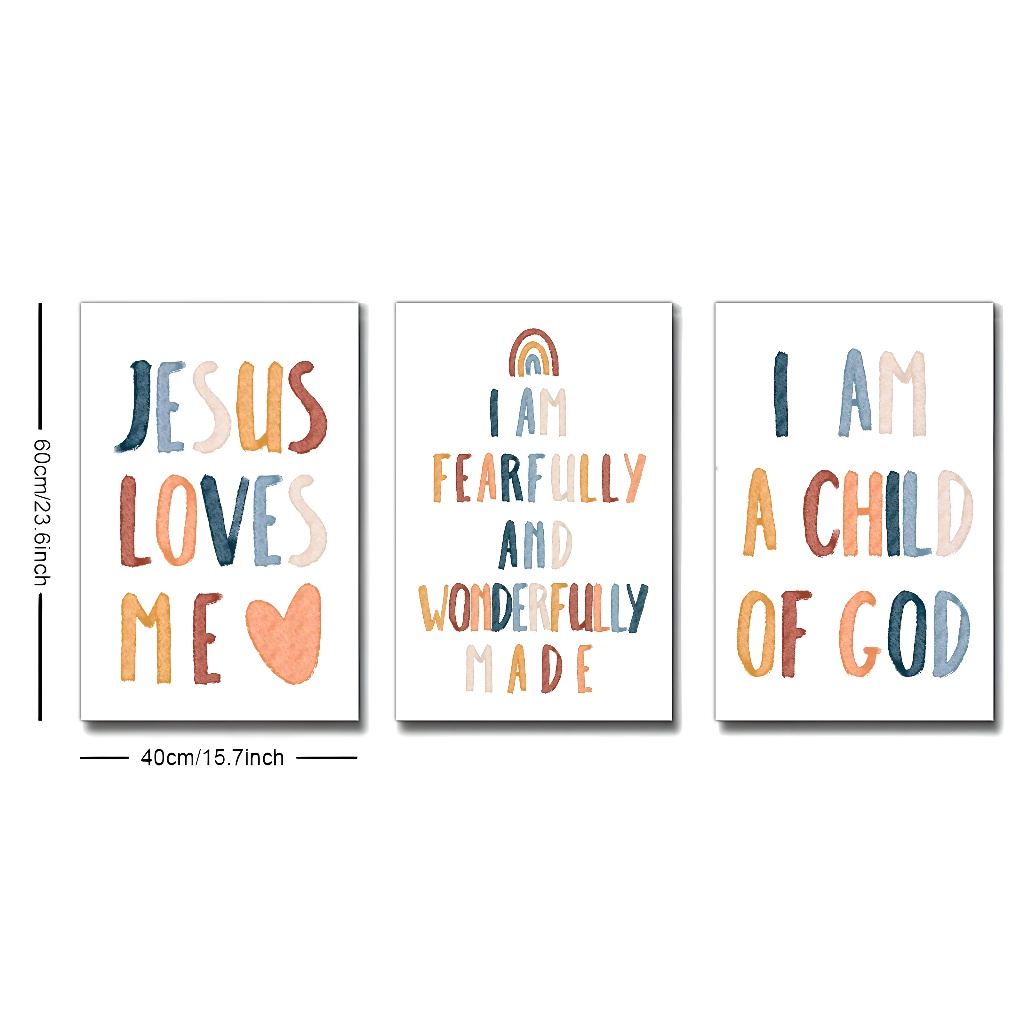 JESUS
LOVES
ME
I AM
FEARFULLY
AND
WONDERFULLY
MADE
I AM
A CHILD
OF GOD
60cm/23.6inch
40cm/15.7inch